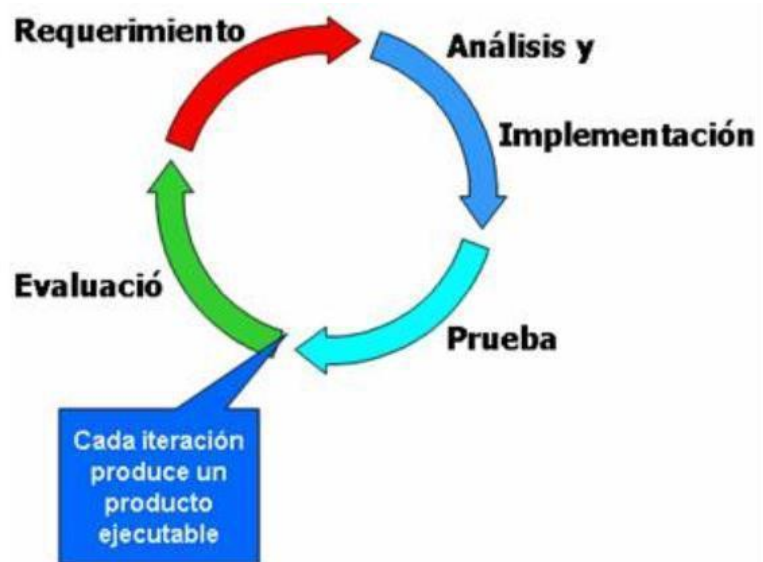 Requerimiento
Análisis y
Implementación
Evaluació
Prueba
Cada iteración
produce un
producto
ejecutable